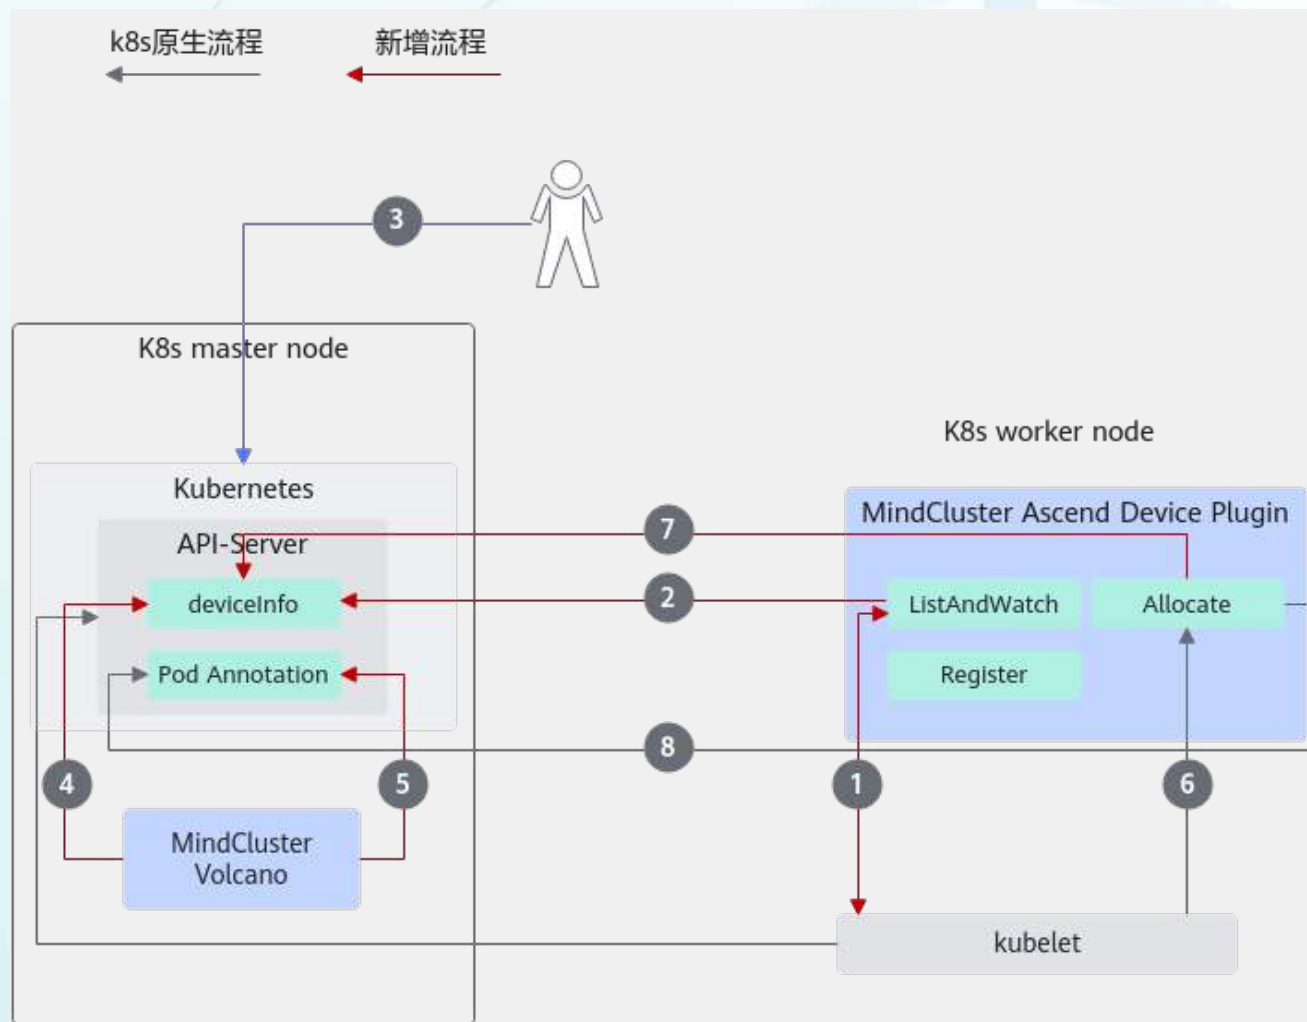 k8s原生流程
新增流程
3
K8s master node
K8s worker node
Kubernetes
MindCluster Ascend Device Plugin
API-Server
7
deviceInfo
2
ListAndWatch
Allocate
Pod Annotation
Register
8
4
5
1
6
MindCluster
Volcano
kubelet